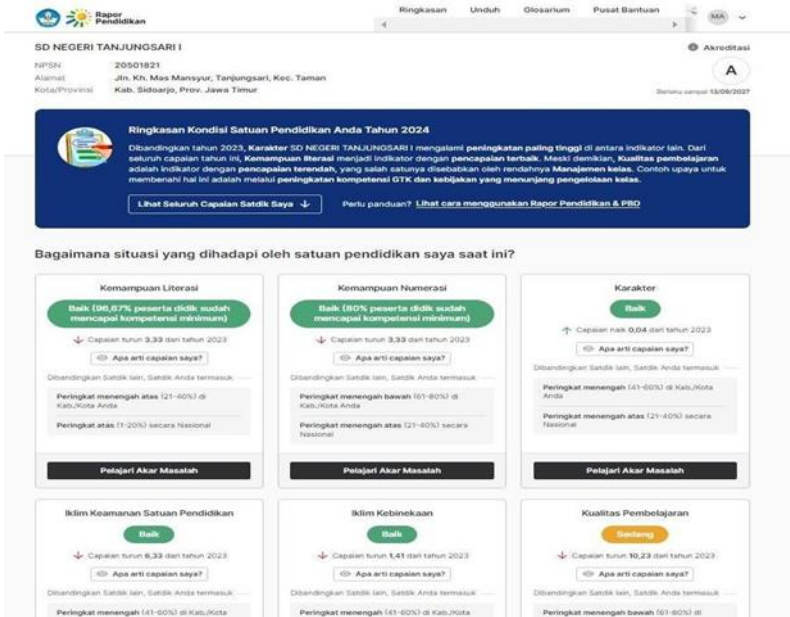 Rapor
Pendidikan
Ringkasan Unduh Glosarium Pusat Bantuan
MA
SD NEGERI TANJUNGSARI I
Akreditasi
NPSN 20501821
A
Alamat Jln. Kh. Mas Mansyur, Tanjungsari, Kec. Taman
Kota/Provinsi Kab. Sidoarjo, Prov. Jawa Timur
Berlaku sampai 13/09/2027
Ringkasan Kondisi Satuan Pendidikan Anda Tahun 2024
Dibandingkan tahun 2023, Karakter SD NEGERI TANJUNGSARI I mengalami peningkatan paling tinggi di antara indikator lain. Dari
seluruh capaian tahun ini, Kemampuan literasi menjadi indikator dengan pencapaian terbaik. Meski demikian, Kualitas pembelajaran
adalah indikator dengan pencapaian terendah, yang salah satunya disebabkan oleh rendahnya Manajemen kelas. Contoh upaya untuk
membenahi hal ini adalah melalui peningkatan kompetensi GTK dan kebijakan yang menunjang pengelolaan kelas.
Lihat Seluruh Capaian Satdik Saya
Perlu panduan? Lihat cara menggunakan Rapor Pendidikan & PBD
Bagaimana situasi yang dihadapi oleh satuan pendidikan saya saat ini?
Kemampuan Literasi
Baik (96,67% peserta didik sudah
mencapai kompetensi minimum)
Capaian turun 3,33 dari tahun 2023
Apa arti capaian saya?
Dibandingkan Satdik lain, Satdik Anda termasuk
Peringkat menengah atas (21-40%) di
Kab./Kota Anda
Peringkat atas (1-20%) secara Nasional
Pelajari Akar Masalah
Kemampuan Numerasi
Baik (80% peserta didik sudah
mencapai kompetensi minimum)
Capaian turun 3,33 dari tahun 2023
Apa arti capaian saya?
Dibandingkan Satdik lain, Satdik Anda termasuk
Peringkat menengah bawah (61-80%) di
Kab./Kota Anda
Peringkat menengah atas (21-40%) secara
Nasional
Pelajari Akar Masalah
Karakter
Baik
Capaian naik 0,04 dari tahun 2023
Apa arti capaian saya?
Dibandingkan Satdik lain, Satdik Anda termasuk
Peringkat menengah (41-60%) di Kab./Kota
Anda
Peringkat menengah atas (21-40%) secara
Nasional
Pelajari Akar Masalah
Iklim Keamanan Satuan Pendidikan
Baik
Capaian turun 6,33 dari tahun 2023
Apa arti capaian saya?
Dibandingkan Satdik lain, Satdik Anda termasuk
Peringkat menengah (41-60%) di Kab./Kota
Iklim Kebinekaan
Baik
Capaian turun 1,41 dari tahun 2023
Apa arti capaian saya?
Dibandingkan Satdik lain, Satdik Anda termasuk
Peringkat menengah (41-60%) di Kab./Kota
Kualitas Pembelajaran
Sedang
Capaian turun 10,23 dari tahun 2023
Apa arti capaian saya?
Dibandingkan Satdik lain, Satdik Anda termasuk
Peringkat menengah bawah (61-80%) di